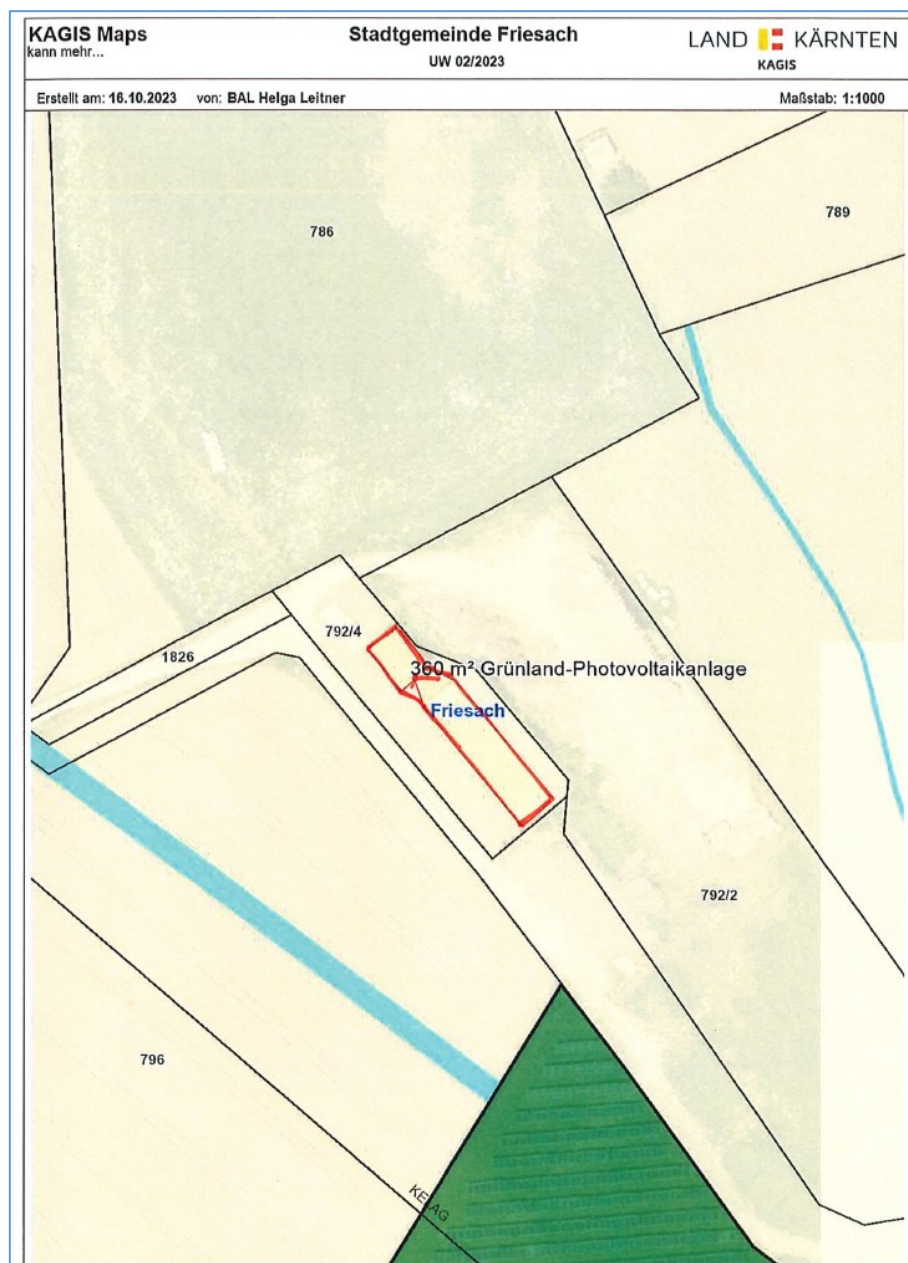 KAGIS Maps
kann mehr...
Stadtgemeinde Friesach
UW 02/2023
LAND KÄRNTEN
KAGIS
Erstellt am: 16.10.2023 von: BAL Helga Leitner
Maßstab: 1:1000
786
789
792/4
1826
360 m² Grünland-Photovoltaikanlage
Friesach
792/2
796
KELAG